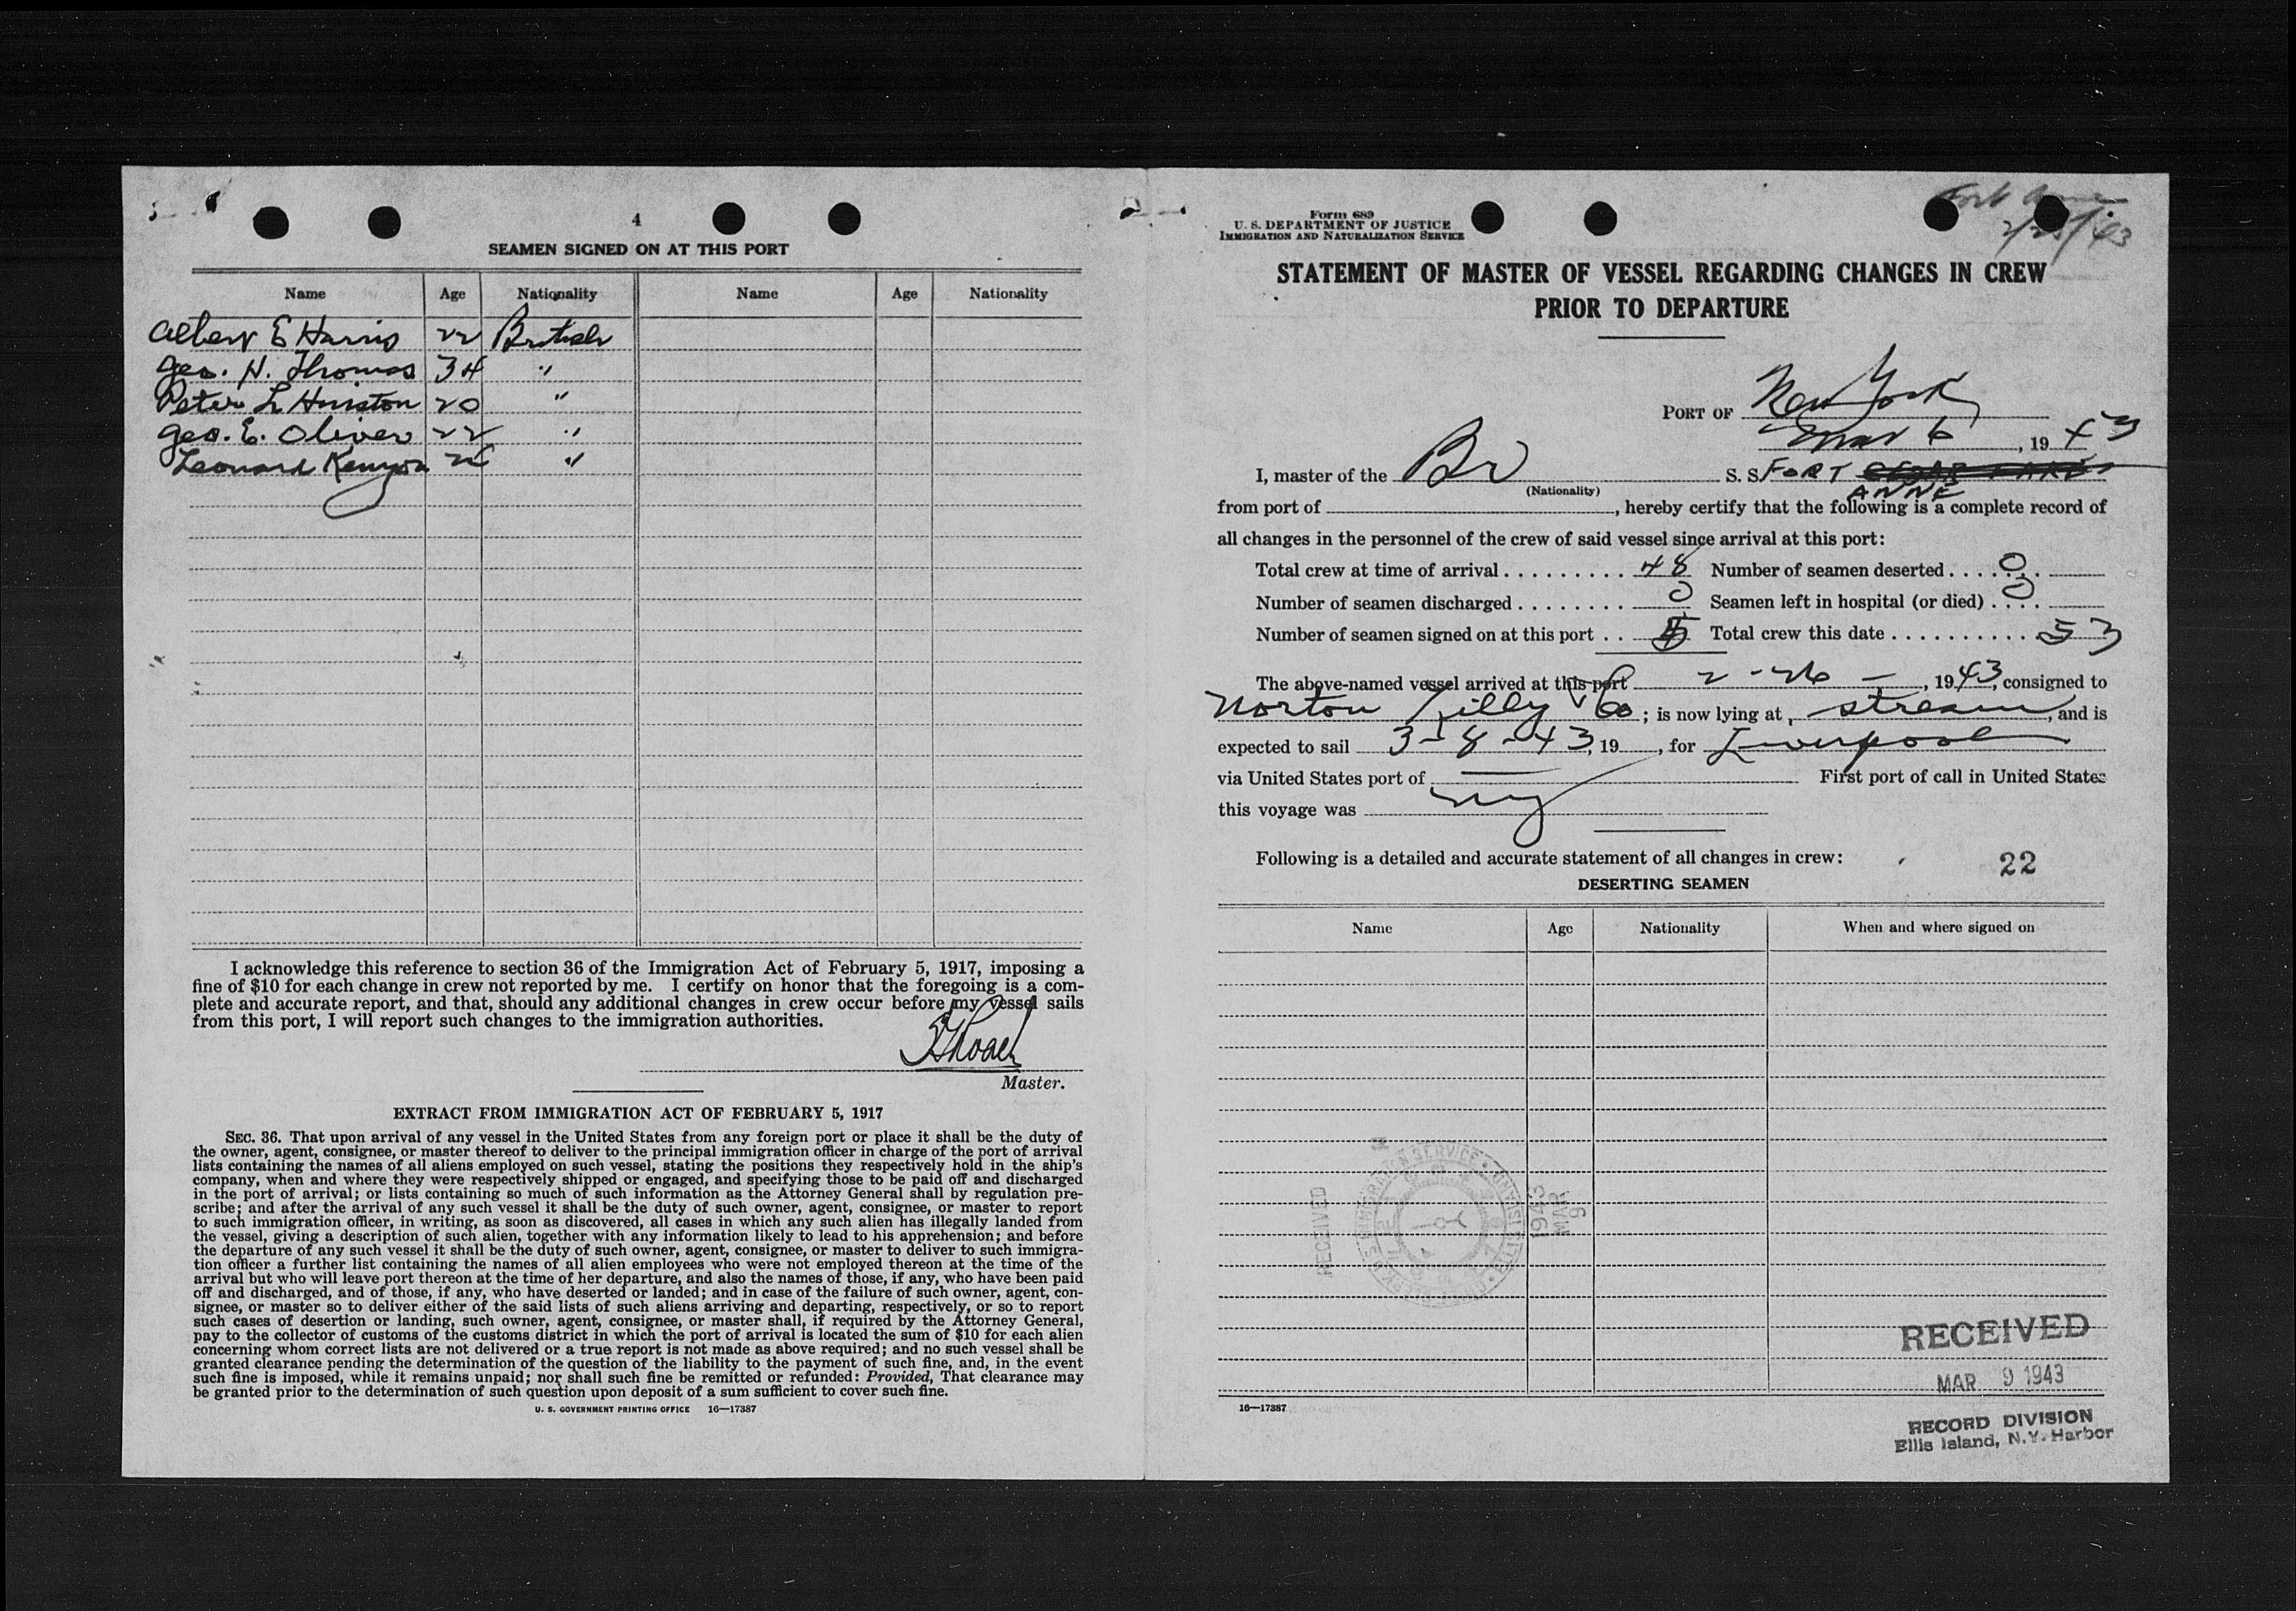 4
SEAMEN SIGNED ON AT THIS PORT
Name Age Nationality Name Age Nationality
Albert E Harris 22 British
Geo. H. Thomas 34 "
Peter L 20 "
Geo. E. Oliver 22 "
Leonard Kenyon "
I acknowledge this reference to section 36 of the Immigration Act of February 5, 1917, imposing a
fine of $10 for each change in crew not reported by me. I certify on honor that the foregoing is a com-
plete and accurate report, and that, should any additional changes in crew occur before my vessel sails
from this port, I will report such changes to the immigration authorities.
Master.
EXTRACT FROM IMMIGRATION ACT OF FEBRUARY 5, 1917
SEC. 36. That upon arrival of any vessel in the United States from any foreign port or place it shall be the duty of
the owner, agent, consignee, or master thereof to deliver to the principal immigration officer in charge of the port of arrival
lists containing the names of all aliens employed on such vessel, stating the positions they respectively hold in the ship's
company, when and where they were respectively shipped or engaged, and specifying those to be paid off and discharged
in the port of arrival; or lists containing so much of such information as the Attorney General shall by regulation pre-
scribe; and after the arrival of any such vessel it shall be the duty of such owner, agent, consignee, or master to report
to such immigration officer, in writing, as soon as discovered, all cases in which any such alien has illegally landed from
the vessel, giving a description of such alien, together with any information likely to lead to his apprehension; and before
the departure of any such vessel it shall be the duty of such owner, agent, consignee, or master to deliver to such immigra-
tion officer a further list containing the names of all alien employees who were not employed thereon at the time of the
arrival but who will leave port thereon at the time of her departure, and also the names of those, if any, who have been paid
off and discharged, and of those, if any, who have deserted or landed; and in case of the failure of such owner, agent, con-
signee, or master so to deliver either of the said lists of such aliens arriving and departing, respectively, or so to report
such cases of desertion or landing, such owner, agent, consignee, or master shall, if required by the Attorney General,
pay to the collector of customs of the customs district in which the port of arrival is located the sum of $10 for each alien
concerning whom correct lists are not delivered or a true report is not made as above required; and no such vessel shall be
granted clearance pending the determination of the question of the liability to the payment of such fine, and, in the event
such fine is imposed, while it remains unpaid; nor shall such fine be remitted or refunded: Provided, That clearance may
be granted prior to the determination of such question upon deposit of a sum sufficient to cover such fine.
U. S. GOVERNMENT PRINTING OFFICE 16—17387
Form 689
U. S. DEPARTMENT OF JUSTICE
IMMIGRATION AND NATURALIZATION SERVICE
Fort Anne
STATEMENT OF MASTER OF VESSEL REGARDING CHANGES IN CREW
PRIOR TO DEPARTURE
PORT OF New York
Mar 6, 1943
I, master of the Br S. S. FORT
(Nationality) ANNE
from port of , hereby certify that the following is a complete record of
all changes in the personnel of the crew of said vessel since arrival at this port:
Total crew at time of arrival 48 Number of seamen deserted 0
Number of seamen discharged 0 Seamen left in hospital (or died) 0
Number of seamen signed on at this port 5 Total crew this date 53
The above-named vessel arrived at this port 2-26-, 1943, consigned to
Norton Lilly & Co; is now lying at stream, and is
expected to sail 3-8-43, 19 , for Liverpool
via United States port of — First port of call in United States
this voyage was NY
Following is a detailed and accurate statement of all changes in crew: 22
DESERTING SEAMEN
Name Age Nationality When and where signed on
RECEIVED
1943 MAR 6
RECEIVED
MAR 9 1943
16—17387
RECORD DIVISION
Ellis Island, N.Y. Harbor